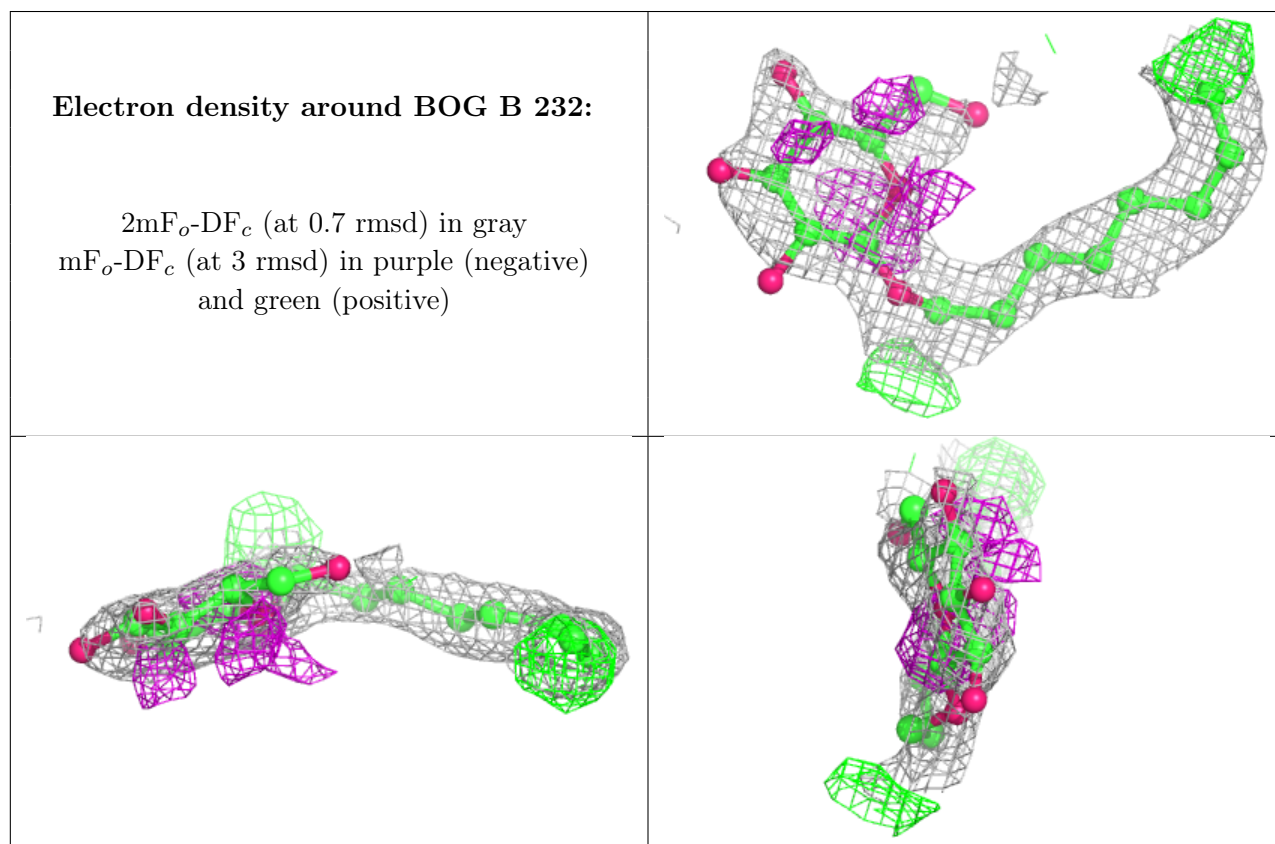 Electron density around BOG B 232:
2mFo-DFc (at 0.7 rmsd) in gray
mFo-DFc (at 3 rmsd) in purple (negative)
and green (positive)